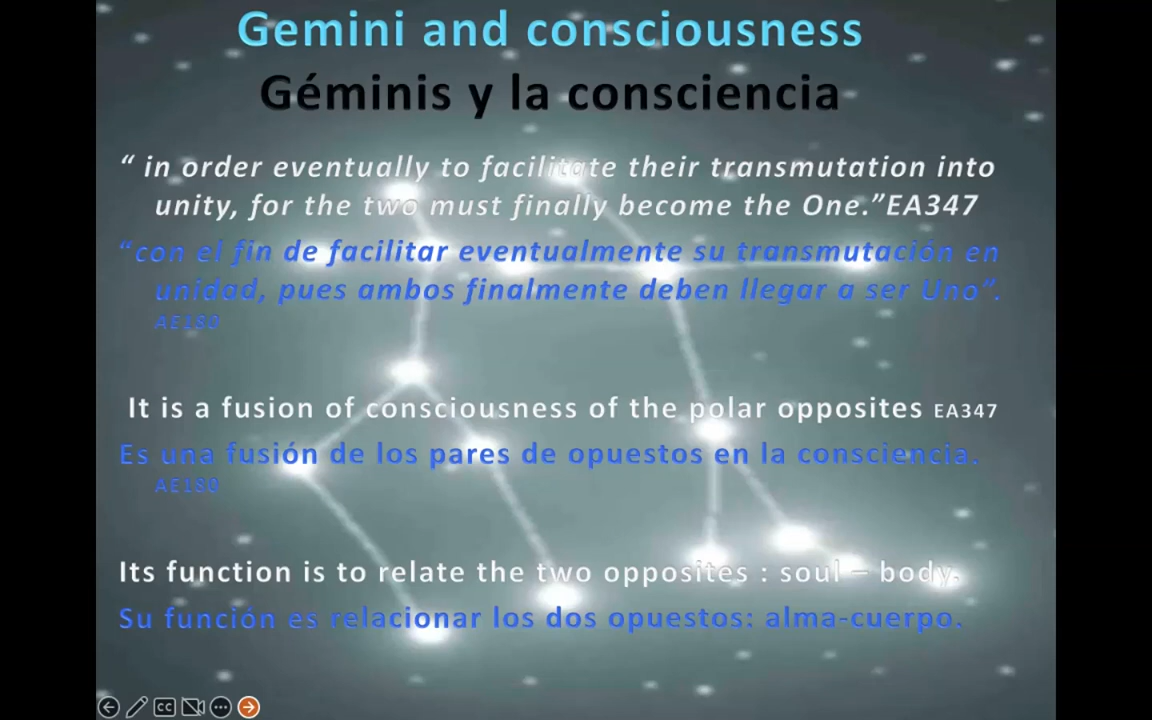 Gemini and consciousness
Géminis y la consciencia
“ in order eventually to facilitate their transmutation into
unity, for the two must finally become the One.”EA347
“con el fin de facilitar eventualmente su transmutación en
unidad, pues ambos finalmente deben llegar a ser Uno”.
AE180
It is a fusion of consciousness of the polar opposites EA347
Es una fusión de los pares de opuestos en la consciencia.
AE180
Its function is to relate the two opposites : soul – body.
Su función es relacionar los dos opuestos: alma-cuerpo.
CC